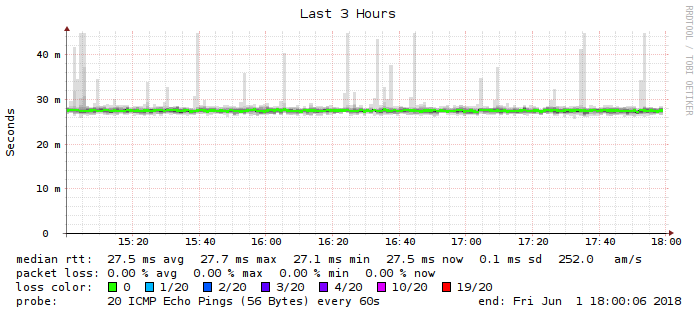 Last 3 Hours
RRDTOOL / TOBI OETIKER
Seconds
40 m
30 m
20 m
10 m
0
15:20 15:40 16:00 16:20 16:40 17:00 17:20 17:40 18:00
median rtt: 27.5 ms avg 27.7 ms max 27.1 ms min 27.5 ms now 0.1 ms sd 252.0 am/s
packet loss: 0.00 % avg 0.00 % max 0.00 % min 0.00 % now
loss color: 0 1/20 2/20 3/20 4/20 10/20 19/20
probe: 20 ICMP Echo Pings (56 Bytes) every 60s end: Fri Jun 1 18:00:06 2018